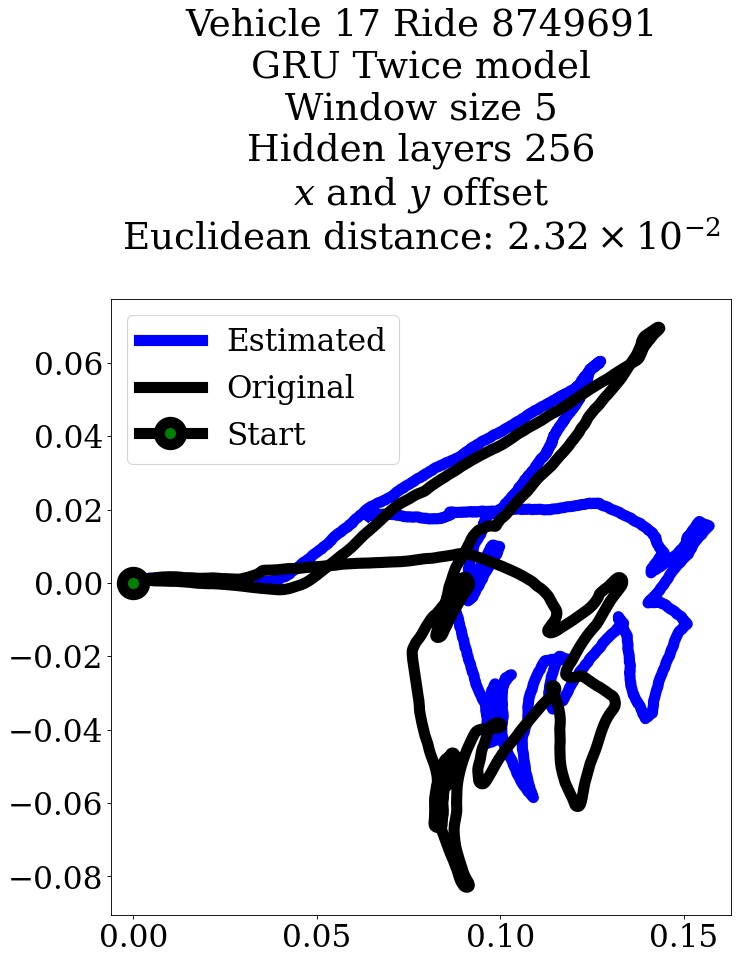 Vehicle 17 Ride 8749691
GRU Twice model
Window size 5
Hidden layers 256
x and y offset
Euclidean distance: 2.32 × 10⁻²
Estimated
Original
Start
0.06
0.04
0.02
0.00
−0.02
−0.04
−0.06
−0.08
0.00 0.05 0.10 0.15